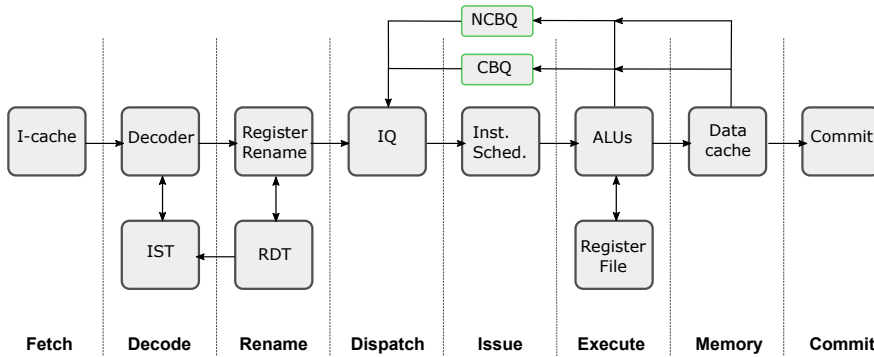 NCBQ
CBQ
I-cache
Decoder
Register
Rename
IQ
Inst.
Sched.
ALUs
Data
cache
Commit
IST
RDT
Register
File
Fetch
Decode
Rename
Dispatch
Issue
Execute
Memory
Commit